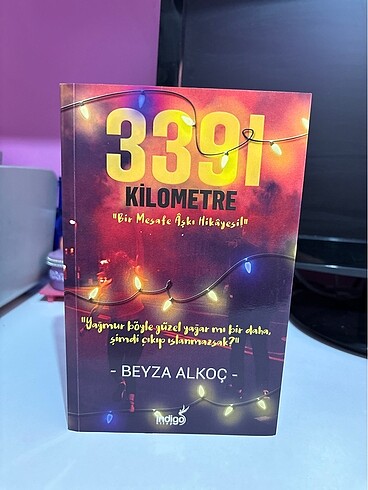 3391
KİLOMETRE
"Bir Mesafe Âşkı Hikâyesi!"
"Yağmur böyle güzel yağar mı bir daha,
şimdi çıkıp ıslanmazsak?"
- BEYZA ALKOÇ -
indigo